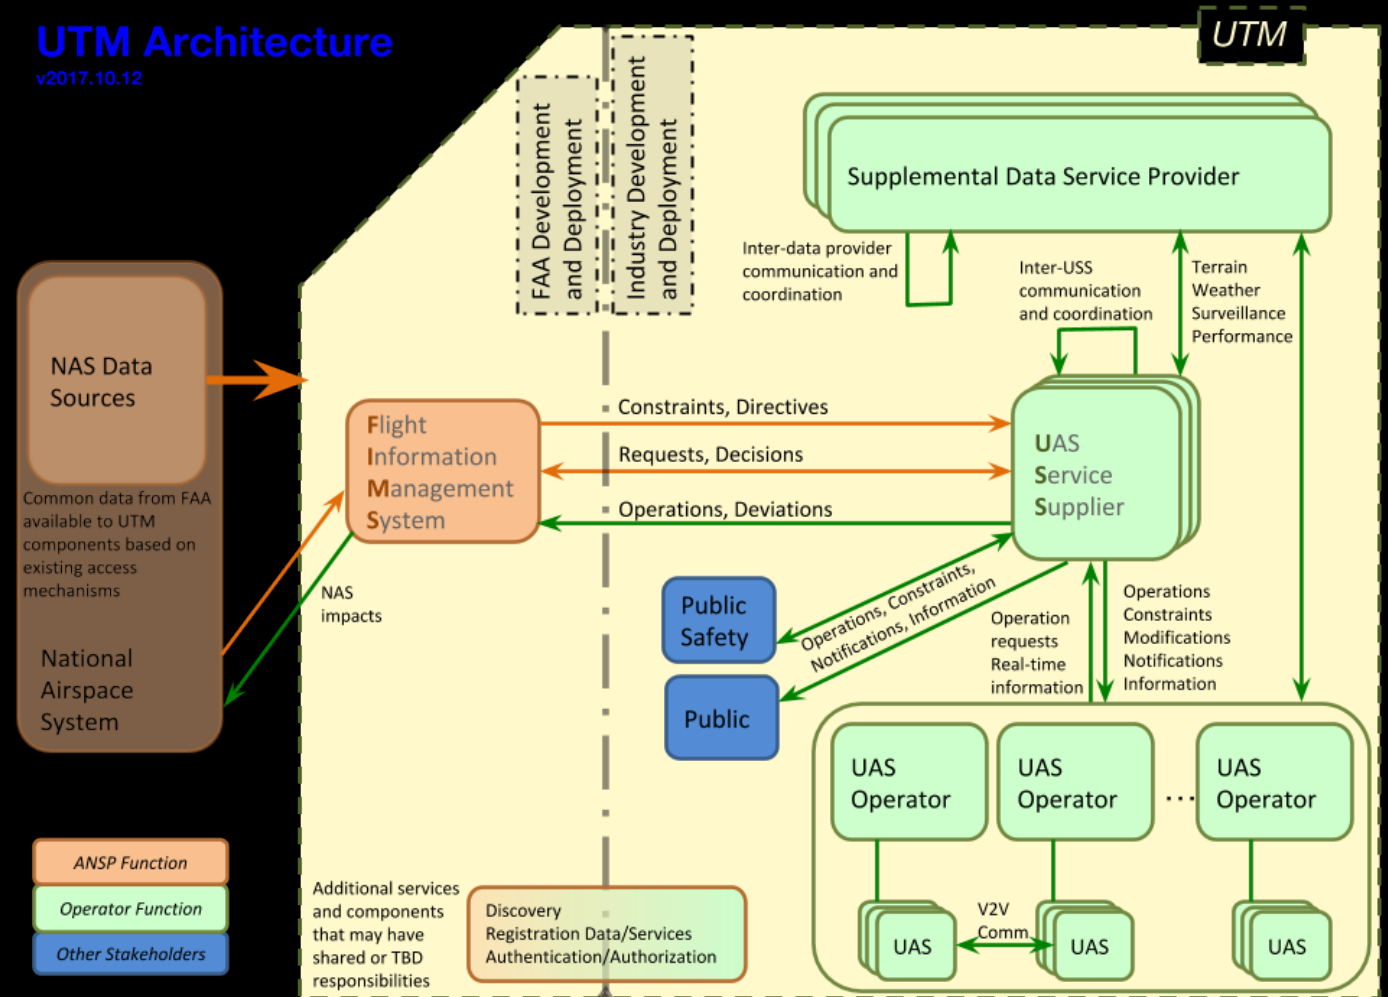 UTM Architecture
v2017.10.12
UTM
FAA Development
and Deployment
Industry Development
and Deployment
Supplemental Data Service Provider
Inter-data provider
communication and
coordination
Inter-USS
communication
and coordination
Terrain
Weather
Surveillance
Performance
NAS Data
Sources
Common data from FAA
available to UTM
components based on
existing access
mechanisms
National
Airspace
System
Flight
Information
Management
System
NAS
impacts
Constraints, Directives
Requests, Decisions
Operations, Deviations
UAS
Service
Supplier
Public
Safety
Public
Operations, Constraints,
Notifications, Information
Operation
requests
Real-time
information
Operations
Constraints
Modifications
Notifications
Information
UAS
Operator
UAS
Operator
...
UAS
Operator
UAS
V2V
Comm
UAS
UAS
ANSP Function
Operator Function
Other Stakeholders
Additional services
and components
that may have
shared or TBD
responsibilities
Discovery
Registration Data/Services
Authentication/Authorization